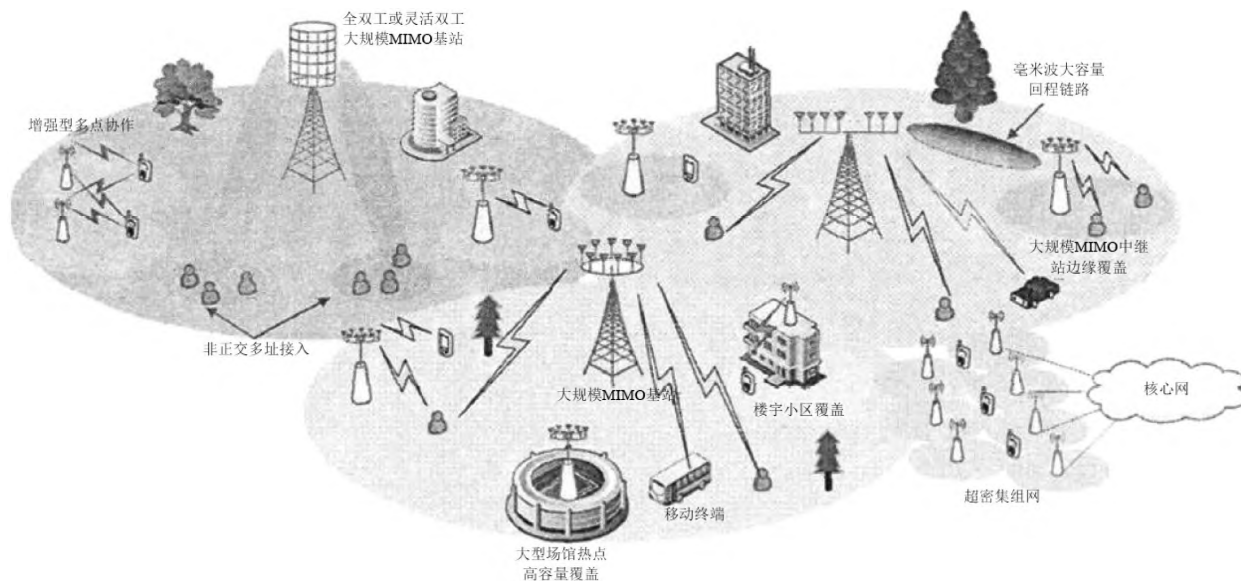 全双工或灵活双工
大规模MIMO基站
毫米波大容量
回程链路
增强型多点协作
大规模MIMO中继
站边缘覆盖
非正交多址接入
大规模MIMO基站
楼宇小区覆盖
核心网
超密集组网
移动终端
大型场馆热点
高容量覆盖